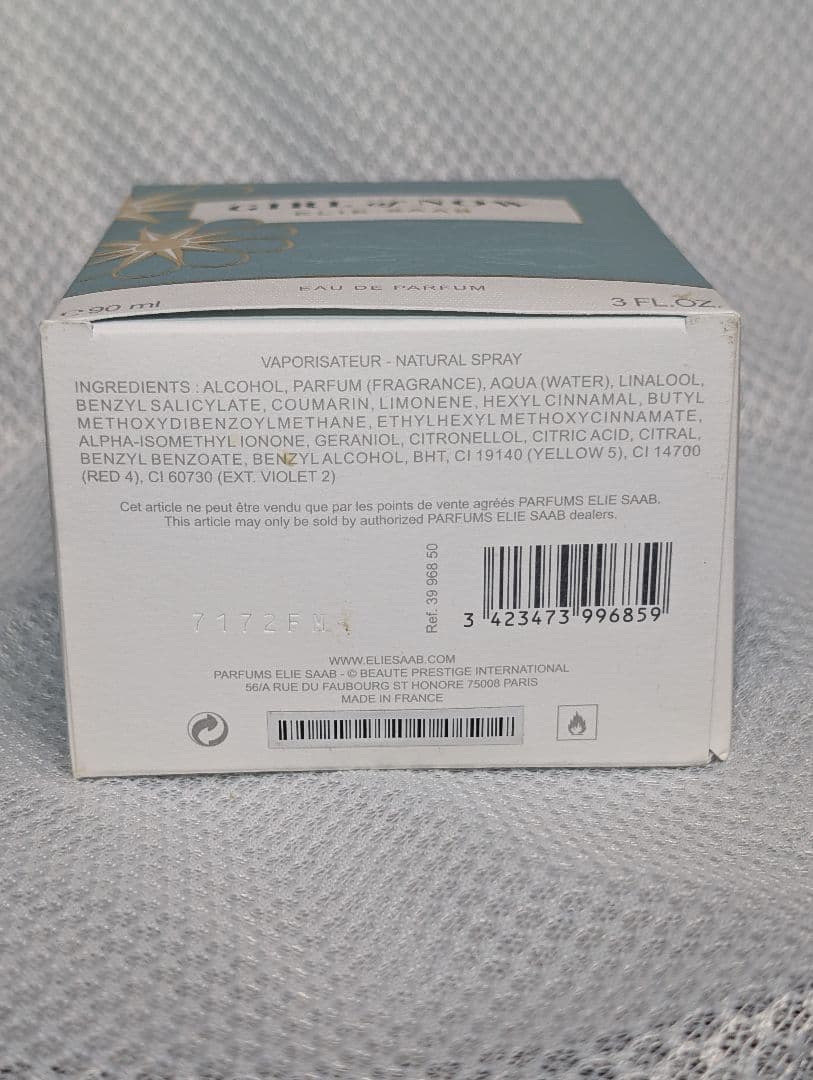 GIRL of NOW
ELIE SAAB
EAU DE PARFUM
℮ 90 ml
3 FL.OZ.
VAPORISATEUR - NATURAL SPRAY
INGREDIENTS : ALCOHOL, PARFUM (FRAGRANCE), AQUA (WATER), LINALOOL,
BENZYL SALICYLATE, COUMARIN, LIMONENE, HEXYL CINNAMAL, BUTYL
METHOXYDIBENZOYLMETHANE, ETHYLHEXYL METHOXYCINNAMATE,
ALPHA-ISOMETHYL IONONE, GERANIOL, CITRONELLOL, CITRIC ACID, CITRAL,
BENZYL BENZOATE, BENZYL ALCOHOL, BHT, CI 19140 (YELLOW 5), CI 14700
(RED 4), CI 60730 (EXT. VIOLET 2)
Cet article ne peut être vendu que par les points de vente agréés PARFUMS ELIE SAAB.
This article may only be sold by authorized PARFUMS ELIE SAAB dealers.
7172FN
Ref. 39 968 50
3 423473 996859
WWW.ELIESAAB.COM
PARFUMS ELIE SAAB - © BEAUTE PRESTIGE INTERNATIONAL
56/A RUE DU FAUBOURG ST HONORE 75008 PARIS
MADE IN FRANCE